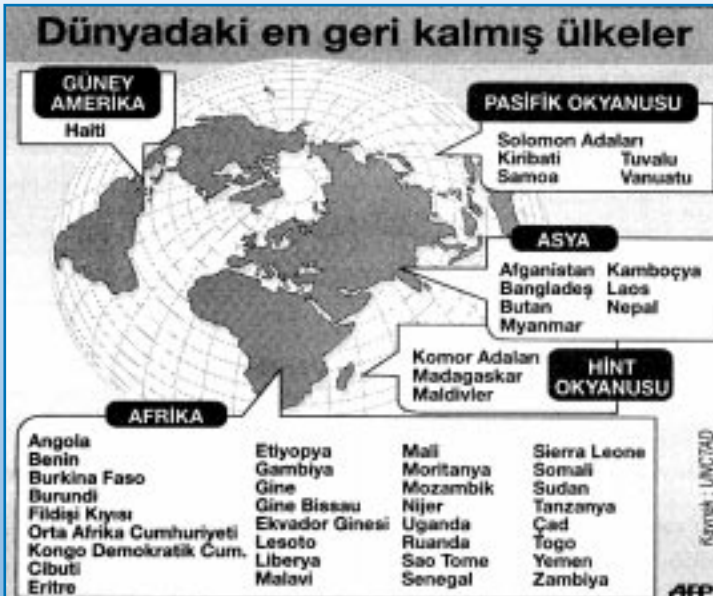 Dünyadaki en geri kalmış ülkeler
GÜNEY
AMERİKA
Haiti
PASİFİK OKYANUSU
Solomon Adaları
Kiribati Tuvalu
Samoa Vanuatu
ASYA
Afganistan Kamboçya
Bangladeş Laos
Butan Nepal
Myanmar
HİNT
OKYANUSU
Komor Adaları
Madagaskar
Maldivler
AFRİKA
Angola
Benin
Burkina Faso
Burundi
Fildişi Kıyısı
Orta Afrika Cumhuriyeti
Kongo Demokratik Cum.
Cibuti
Eritre
Etiyopya
Gambiya
Gine
Gine Bissau
Ekvador Ginesi
Lesoto
Liberya
Malavi
Mali
Moritanya
Mozambik
Nijer
Uganda
Ruanda
Sao Tome
Senegal
Sierra Leone
Somali
Sudan
Tanzanya
Çad
Togo
Yemen
Zambiya
Kaynak : UNCTAD
AFP